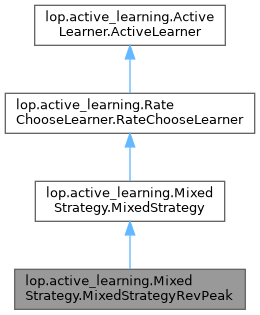 lop.active_learning.Active
Learner.ActiveLearner
lop.active_learning.Rate
ChooseLearner.RateChooseLearner
lop.active_learning.Mixed
Strategy.MixedStrategy
lop.active_learning.Mixed
Strategy.MixedStrategyRevPeak